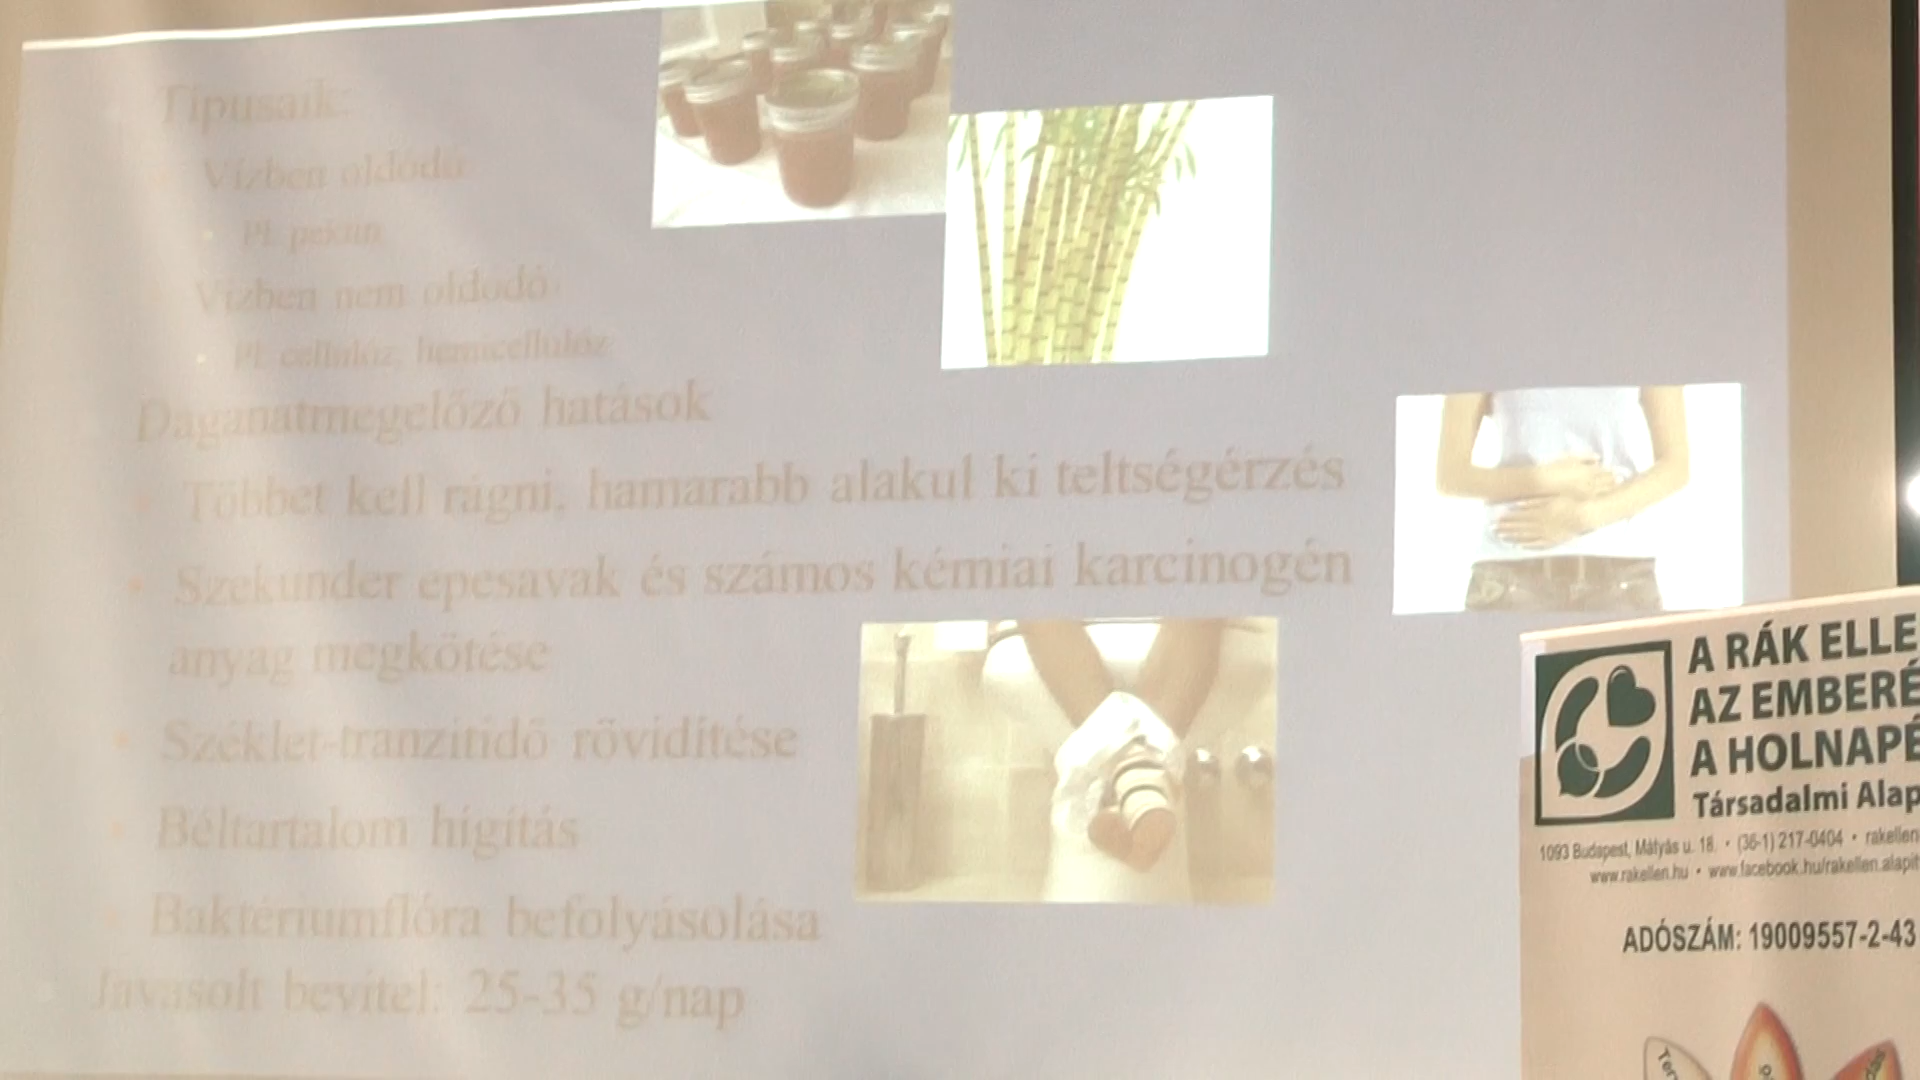 Típusaik:
Vízben oldódó
Pl. pektin
Vízben nem oldódó
Pl. cellulóz, hemicellulóz
Daganatmegelőző hatások
Többet kell rágni, hamarabb alakul ki teltségérzés
Szekunder epesavak és számos kémiai karcinogén
anyag megkötése
Széklet-tranzitidő rövidítése
Béltartalom hígítás
Baktériumflóra befolyásolása
Javasolt bevitel: 25-35 g/nap
A RÁK ELLE
AZ EMBERÉ
A HOLNAPÉ
Társadalmi Alap
1093 Budapest, Mátyás u. 18. • (36-1) 217-0404 • rakellen
www.rakellen.hu • www.facebook.hu/rakellen.alapit
ADÓSZÁM: 19009557-2-43